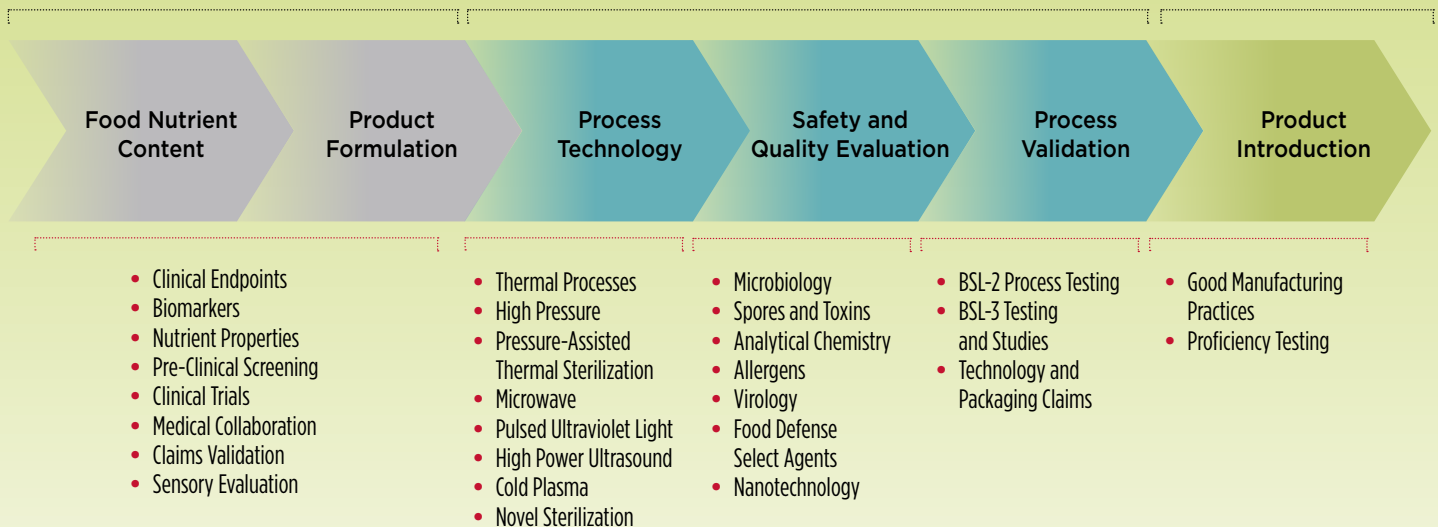 Food Nutrient
Content
Product
Formulation
Process
Technology
Safety and
Quality Evaluation
Process
Validation
Product
Introduction
• Clinical Endpoints
• Biomarkers
• Nutrient Properties
• Pre-Clinical Screening
• Clinical Trials
• Medical Collaboration
• Claims Validation
• Sensory Evaluation
• Thermal Processes
• High Pressure
• Pressure-Assisted
Thermal Sterilization
• Microwave
• Pulsed Ultraviolet Light
• High Power Ultrasound
• Cold Plasma
• Novel Sterilization
• Microbiology
• Spores and Toxins
• Analytical Chemistry
• Allergens
• Virology
• Food Defense
Select Agents
• Nanotechnology
• BSL-2 Process Testing
• BSL-3 Testing
and Studies
• Technology and
Packaging Claims
• Good Manufacturing
Practices
• Proficiency Testing